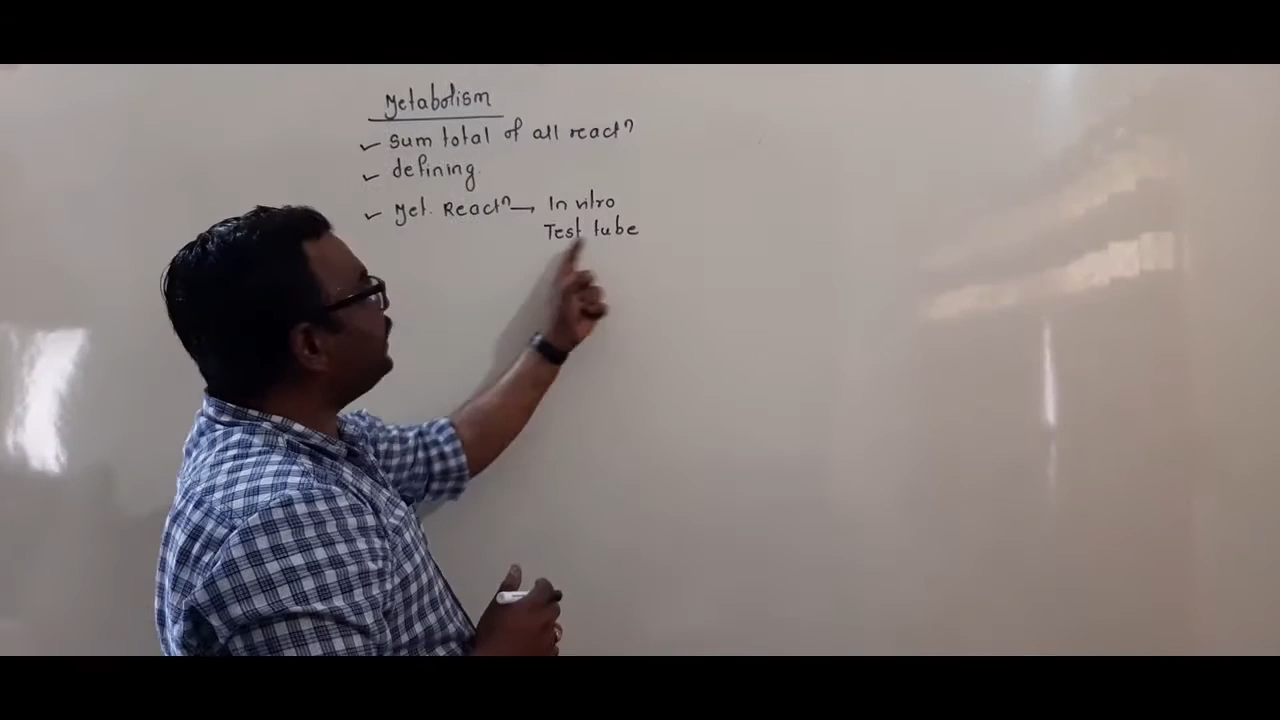 Metabolism
✓ sum total of all reactⁿ
✓ defining.
✓ Met. Reactⁿ → In vitro
Test tube